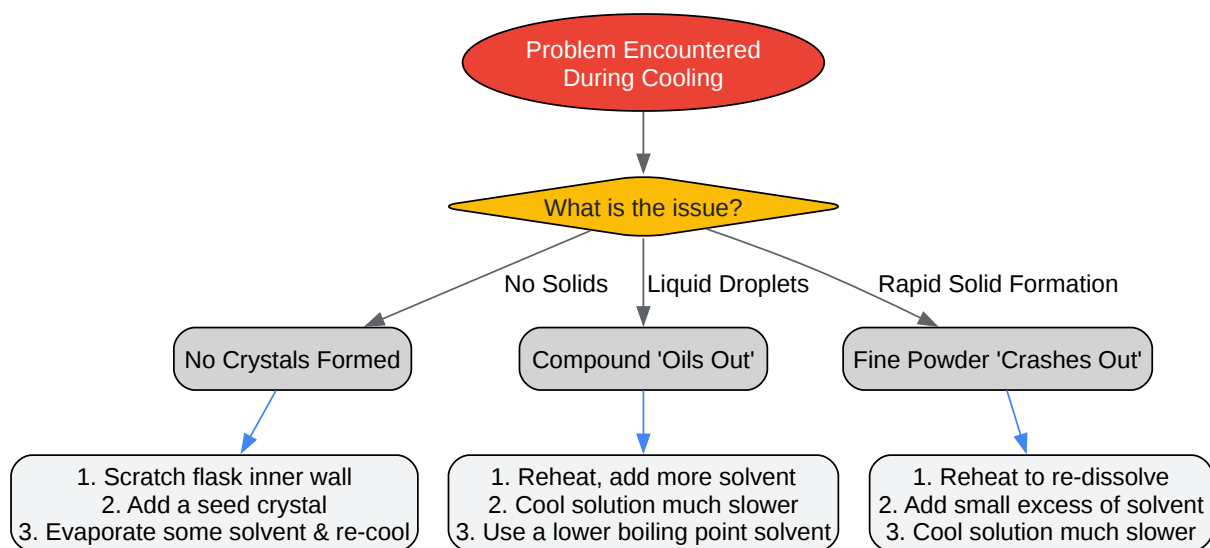 Problem Encountered
During Cooling
What is the issue?
No Solids
Liquid Droplets
Rapid Solid Formation
No Crystals Formed
Compound 'Oils Out'
Fine Powder 'Crashes Out'
1. Scratch flask inner wall
2. Add a seed crystal
3. Evaporate some solvent & re-cool
1. Reheat, add more solvent
2. Cool solution much slower
3. Use a lower boiling point solvent
1. Reheat to re-dissolve
2. Add small excess of solvent
3. Cool solution much slower